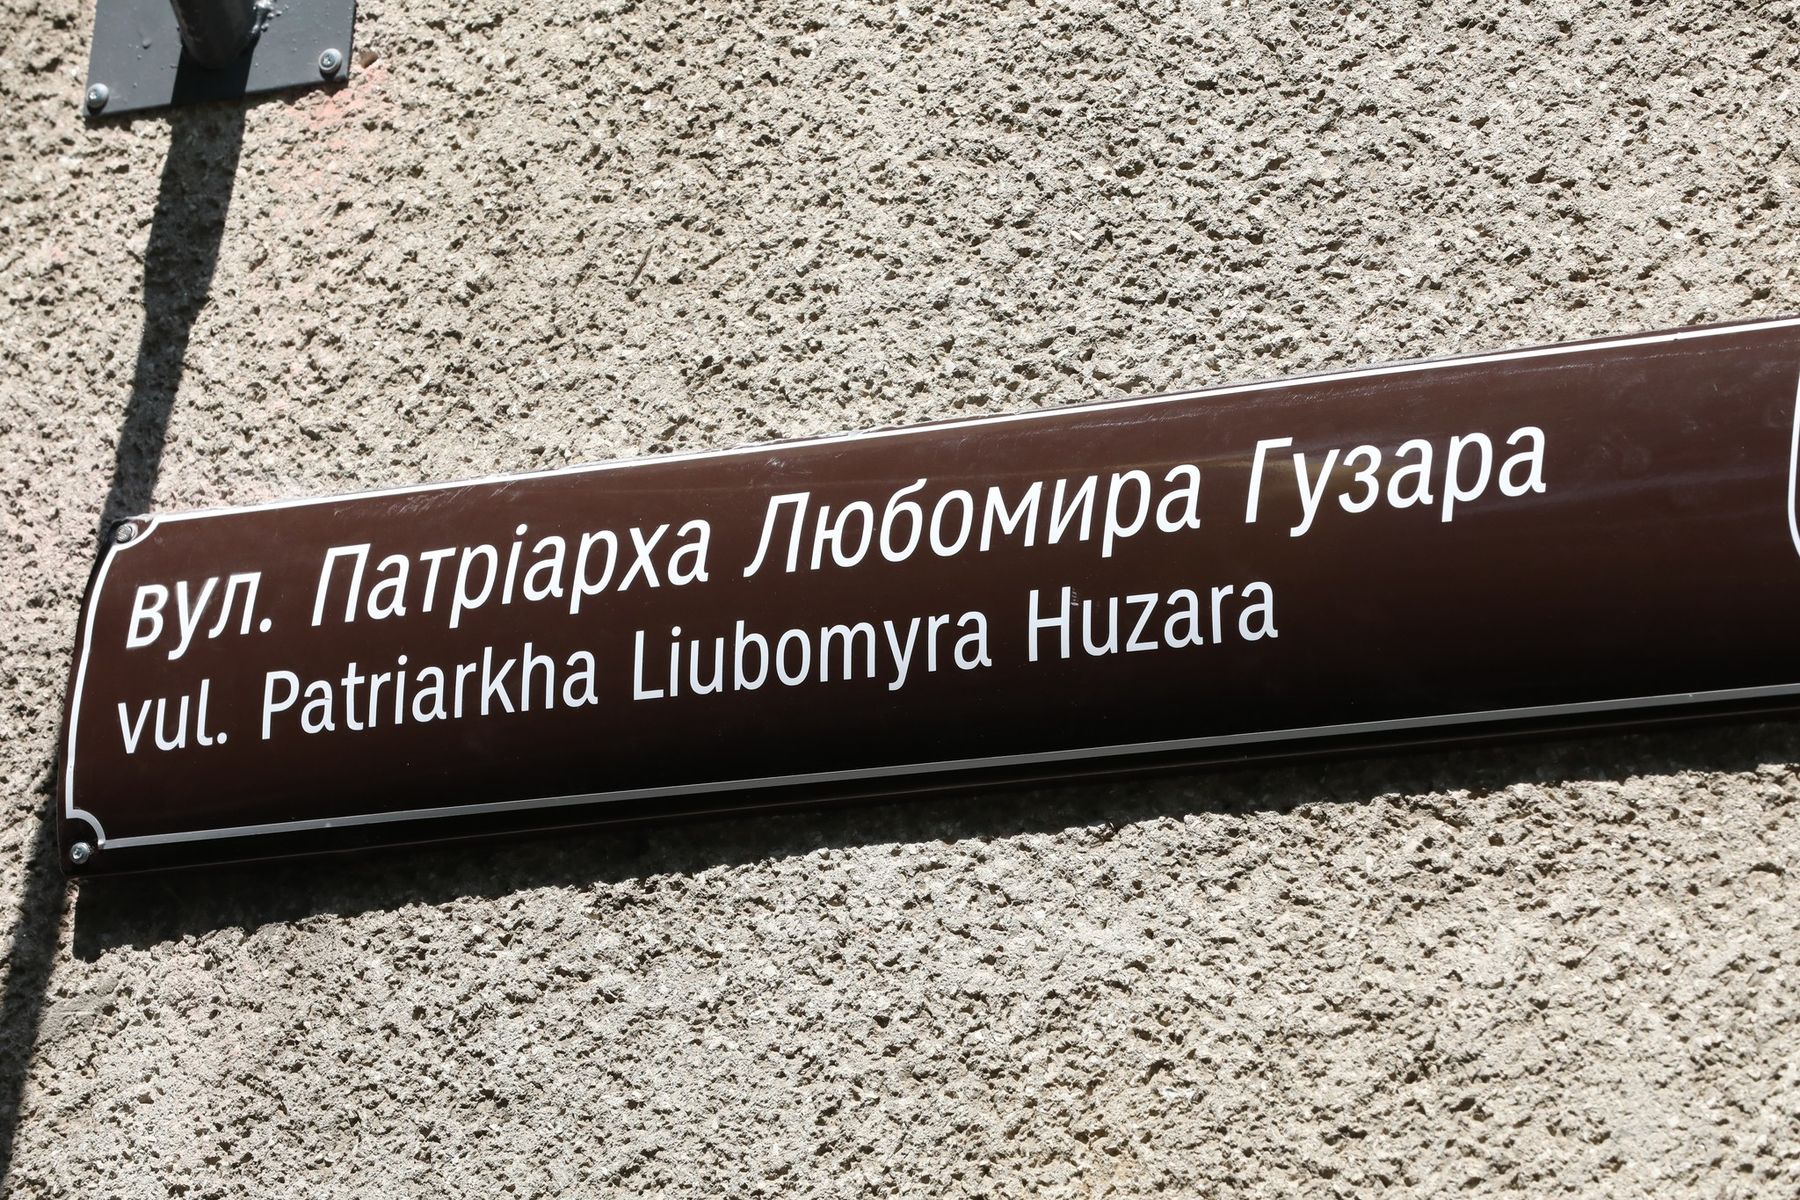 вул. Патріарха Любомира Гузара
vul. Patriarkha Liubomyra Huzara